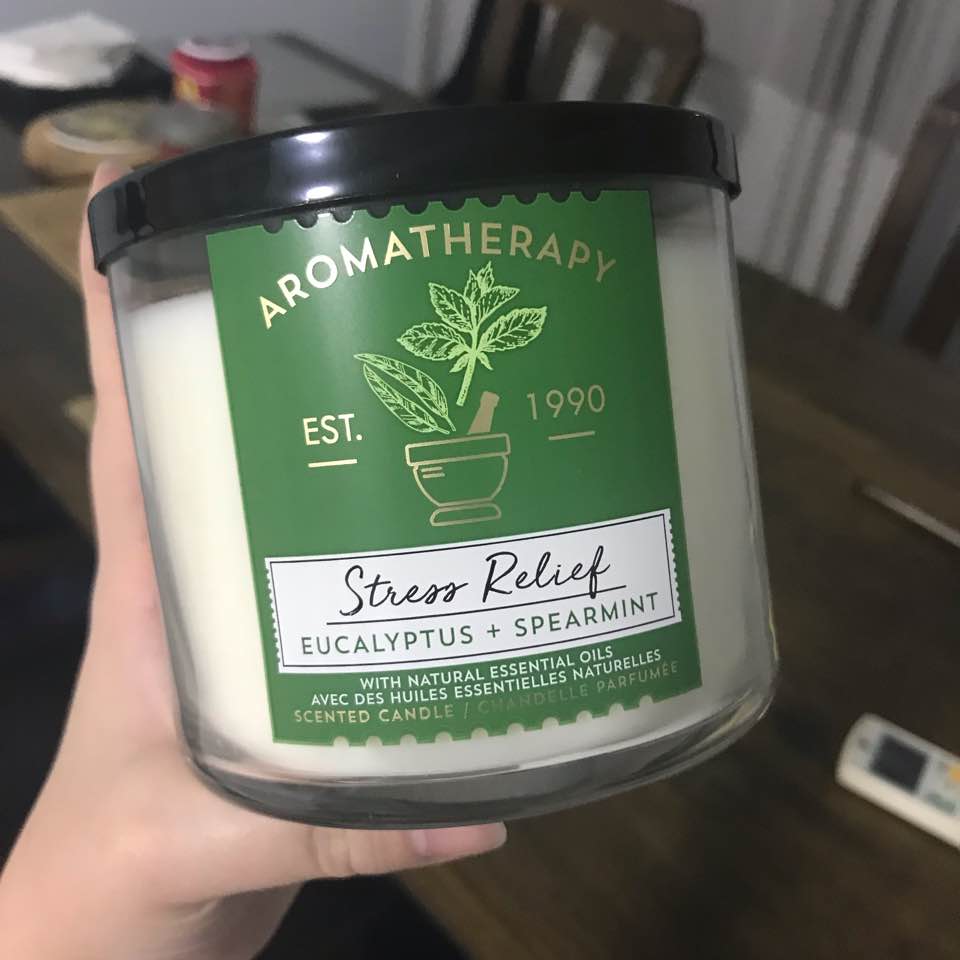 AROMATHERAPY
EST. 1990
Stress Relief
EUCALYPTUS + SPEARMINT
WITH NATURAL ESSENTIAL OILS
AVEC DES HUILES ESSENTIELLES NATURELLES
SCENTED CANDLE / CHANDELLE PARFUMÉE